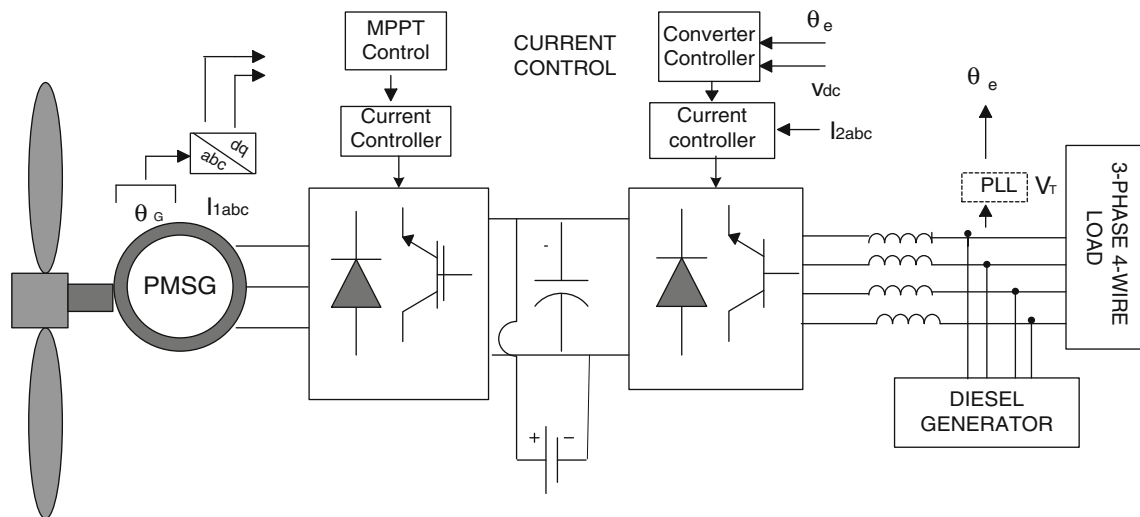 MPPT
Control
CURRENT
CONTROL
Converter
Controller
θe
vdc
θe
Current
Controller
Current
controller
I2abc
dq
abc
PLL
VT
3-PHASE 4-WIRE
LOAD
θG
I1abc
PMSG
-
+
−
DIESEL
GENERATOR